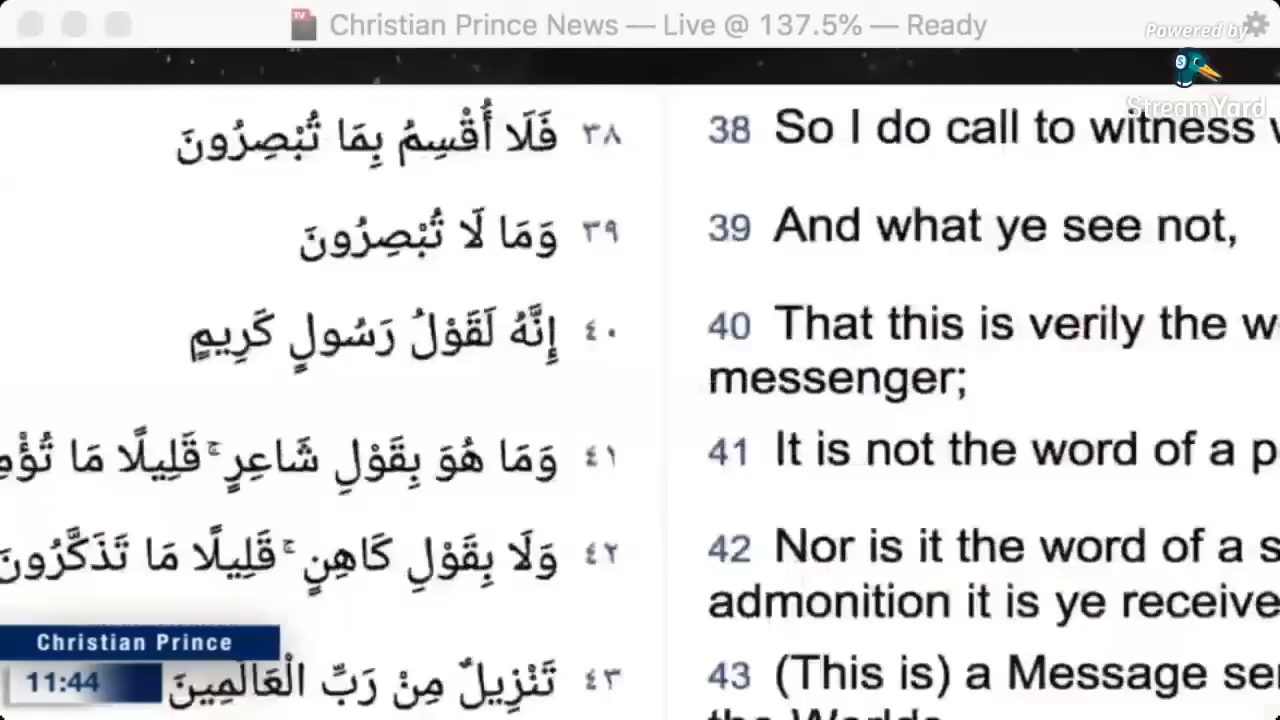 Christian Prince News — Live @ 137.5% — Ready
Powered by
StreamYard
فَلَا أُقْسِمُ بِمَا تُبْصِرُونَ ٣٨
38 So I do call to witness
وَمَا لَا تُبْصِرُونَ ٣٩
39 And what ye see not,
إِنَّهُ لَقَوْلُ رَسُولٍ كَرِيمٍ ٤٠
40 That this is verily the
messenger;
وَمَا هُوَ بِقَوْلِ شَاعِرٍ ۚ قَلِيلًا مَا ٤١
41 It is not the word of a
وَلَا بِقَوْلِ كَاهِنٍ ۚ قَلِيلًا مَا تَذَكَّرُونَ ٤٢
42 Nor is it the word of a
admonition it is ye receive
Christian Prince
11:44
تَنْزِيلٌ مِنْ رَبِّ الْعَالَمِينَ ٤٣
43 (This is) a Message